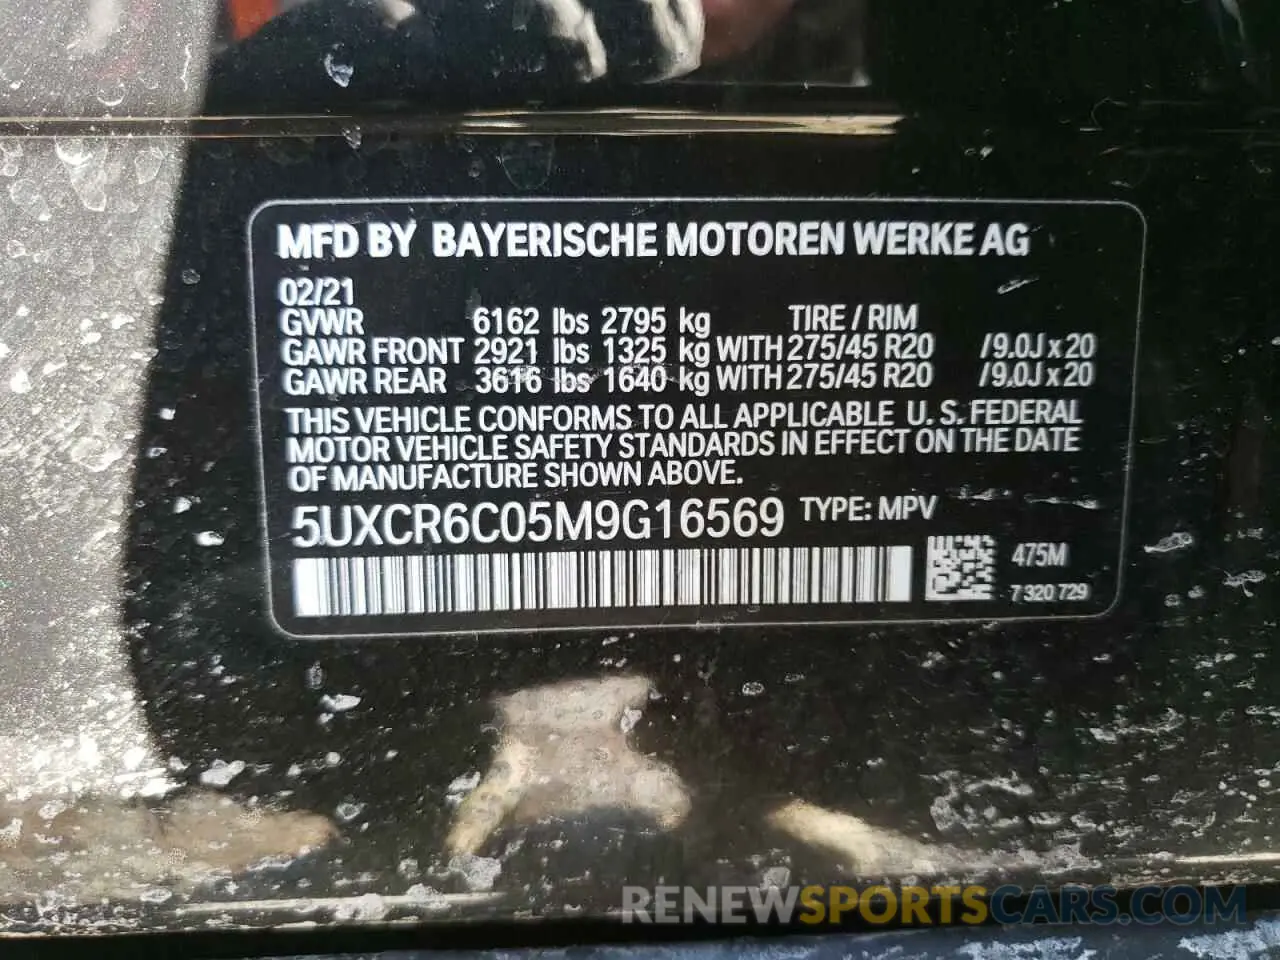 MFD BY BAYERISCHE MOTOREN WERKE AG
02/21
GVWR 6162 lbs 2795 kg TIRE / RIM
GAWR FRONT 2921 lbs 1325 kg WITH 275/45 R20 /9.0J x 20
GAWR REAR 3616 lbs 1640 kg WITH 275/45 R20 /9.0J x 20
THIS VEHICLE CONFORMS TO ALL APPLICABLE U. S. FEDERAL
MOTOR VEHICLE SAFETY STANDARDS IN EFFECT ON THE DATE
OF MANUFACTURE SHOWN ABOVE.
5UXCR6C05M9G16569 TYPE: MPV
475M
7 320 729
RENEWSPORTSCARS.COM